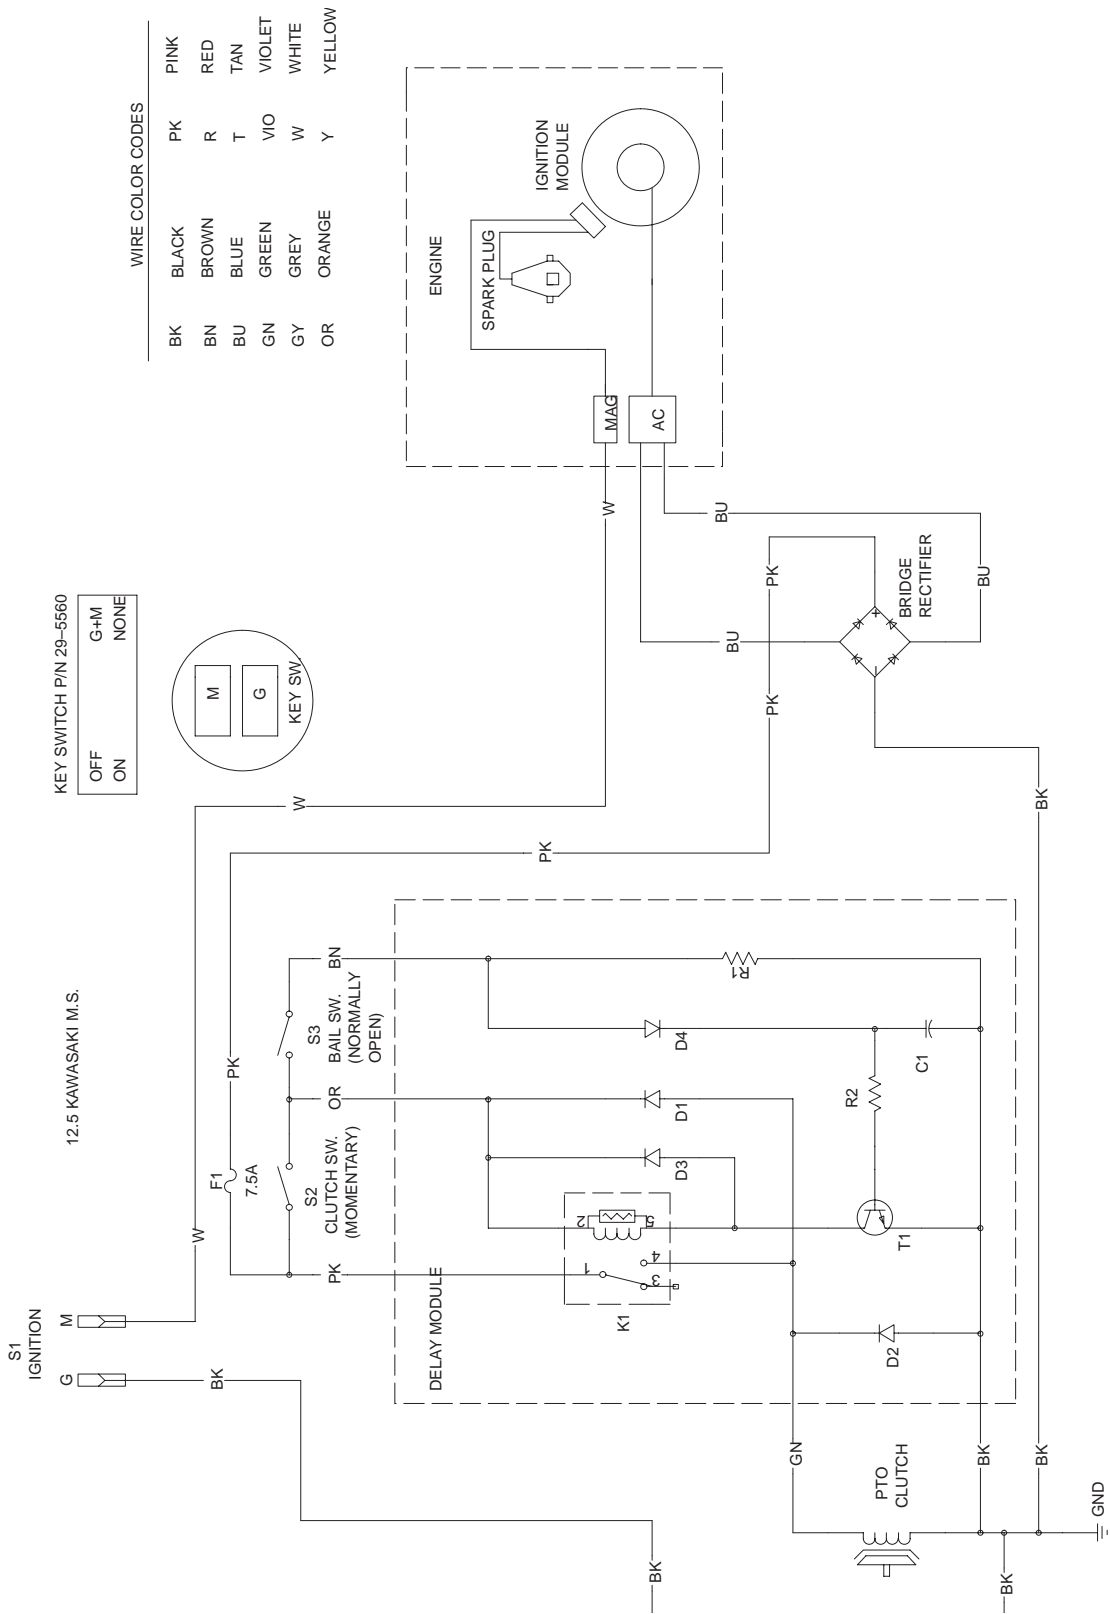 WIRE COLOR CODES
BK BLACK PK PINK
BN BROWN R RED
BU BLUE T TAN
GN GREEN VIO VIOLET
GY GREY W WHITE
OR ORANGE Y YELLOW
KEY SWITCH P/N 29–5560
OFF G+M
ON NONE
M
G
KEY SW.
12.5 KAWASAKI M.S.
S1
IGNITION
G M
ENGINE
SPARK PLUG
IGNITION
MODULE
MAG
AC
W
W
W
BU
BU
BU
PK
PK
PK
PK
PK
BRIDGE
RECTIFIER
+
–
BK
F1
7.5A
S2
CLUTCH SW.
(MOMENTARY)
S3
BAIL SW.
(NORMALLY
OPEN)
OR
BN
DELAY MODULE
K1
1
2
3
4
5
D3
D1
D4
R1
R2
C1
T1
D2
GN
PTO
CLUTCH
BK
BK
BK
BK
BK
GND